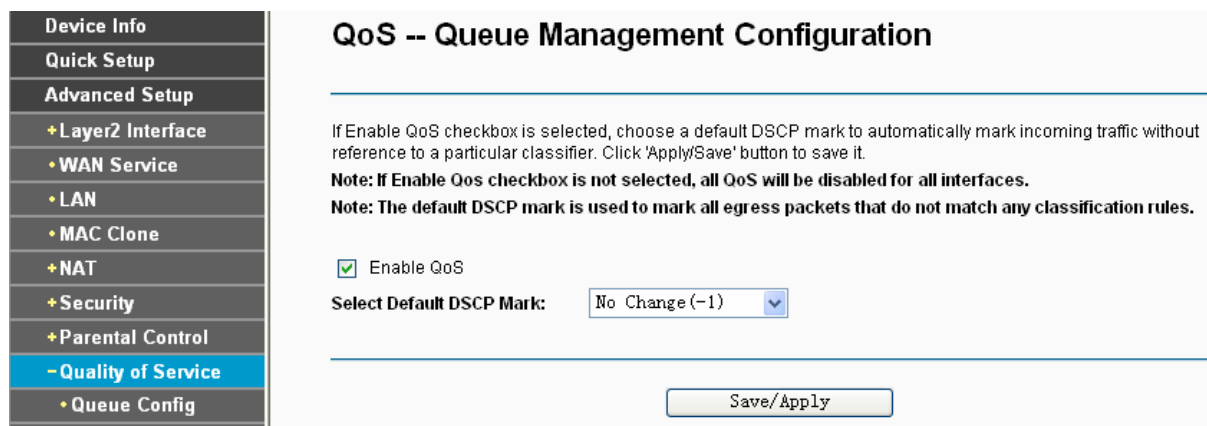 Device Info
Quick Setup
Advanced Setup
+Layer2 Interface
•WAN Service
•LAN
•MAC Clone
+NAT
+Security
+Parental Control
-Quality of Service
•Queue Config
QoS -- Queue Management Configuration
If Enable QoS checkbox is selected, choose a default DSCP mark to automatically mark incoming traffic without
reference to a particular classifier. Click 'Apply/Save' button to save it.
Note: If Enable Qos checkbox is not selected, all QoS will be disabled for all interfaces.
Note: The default DSCP mark is used to mark all egress packets that do not match any classification rules.
Enable QoS
Select Default DSCP Mark: No Change(-1)
Save/Apply